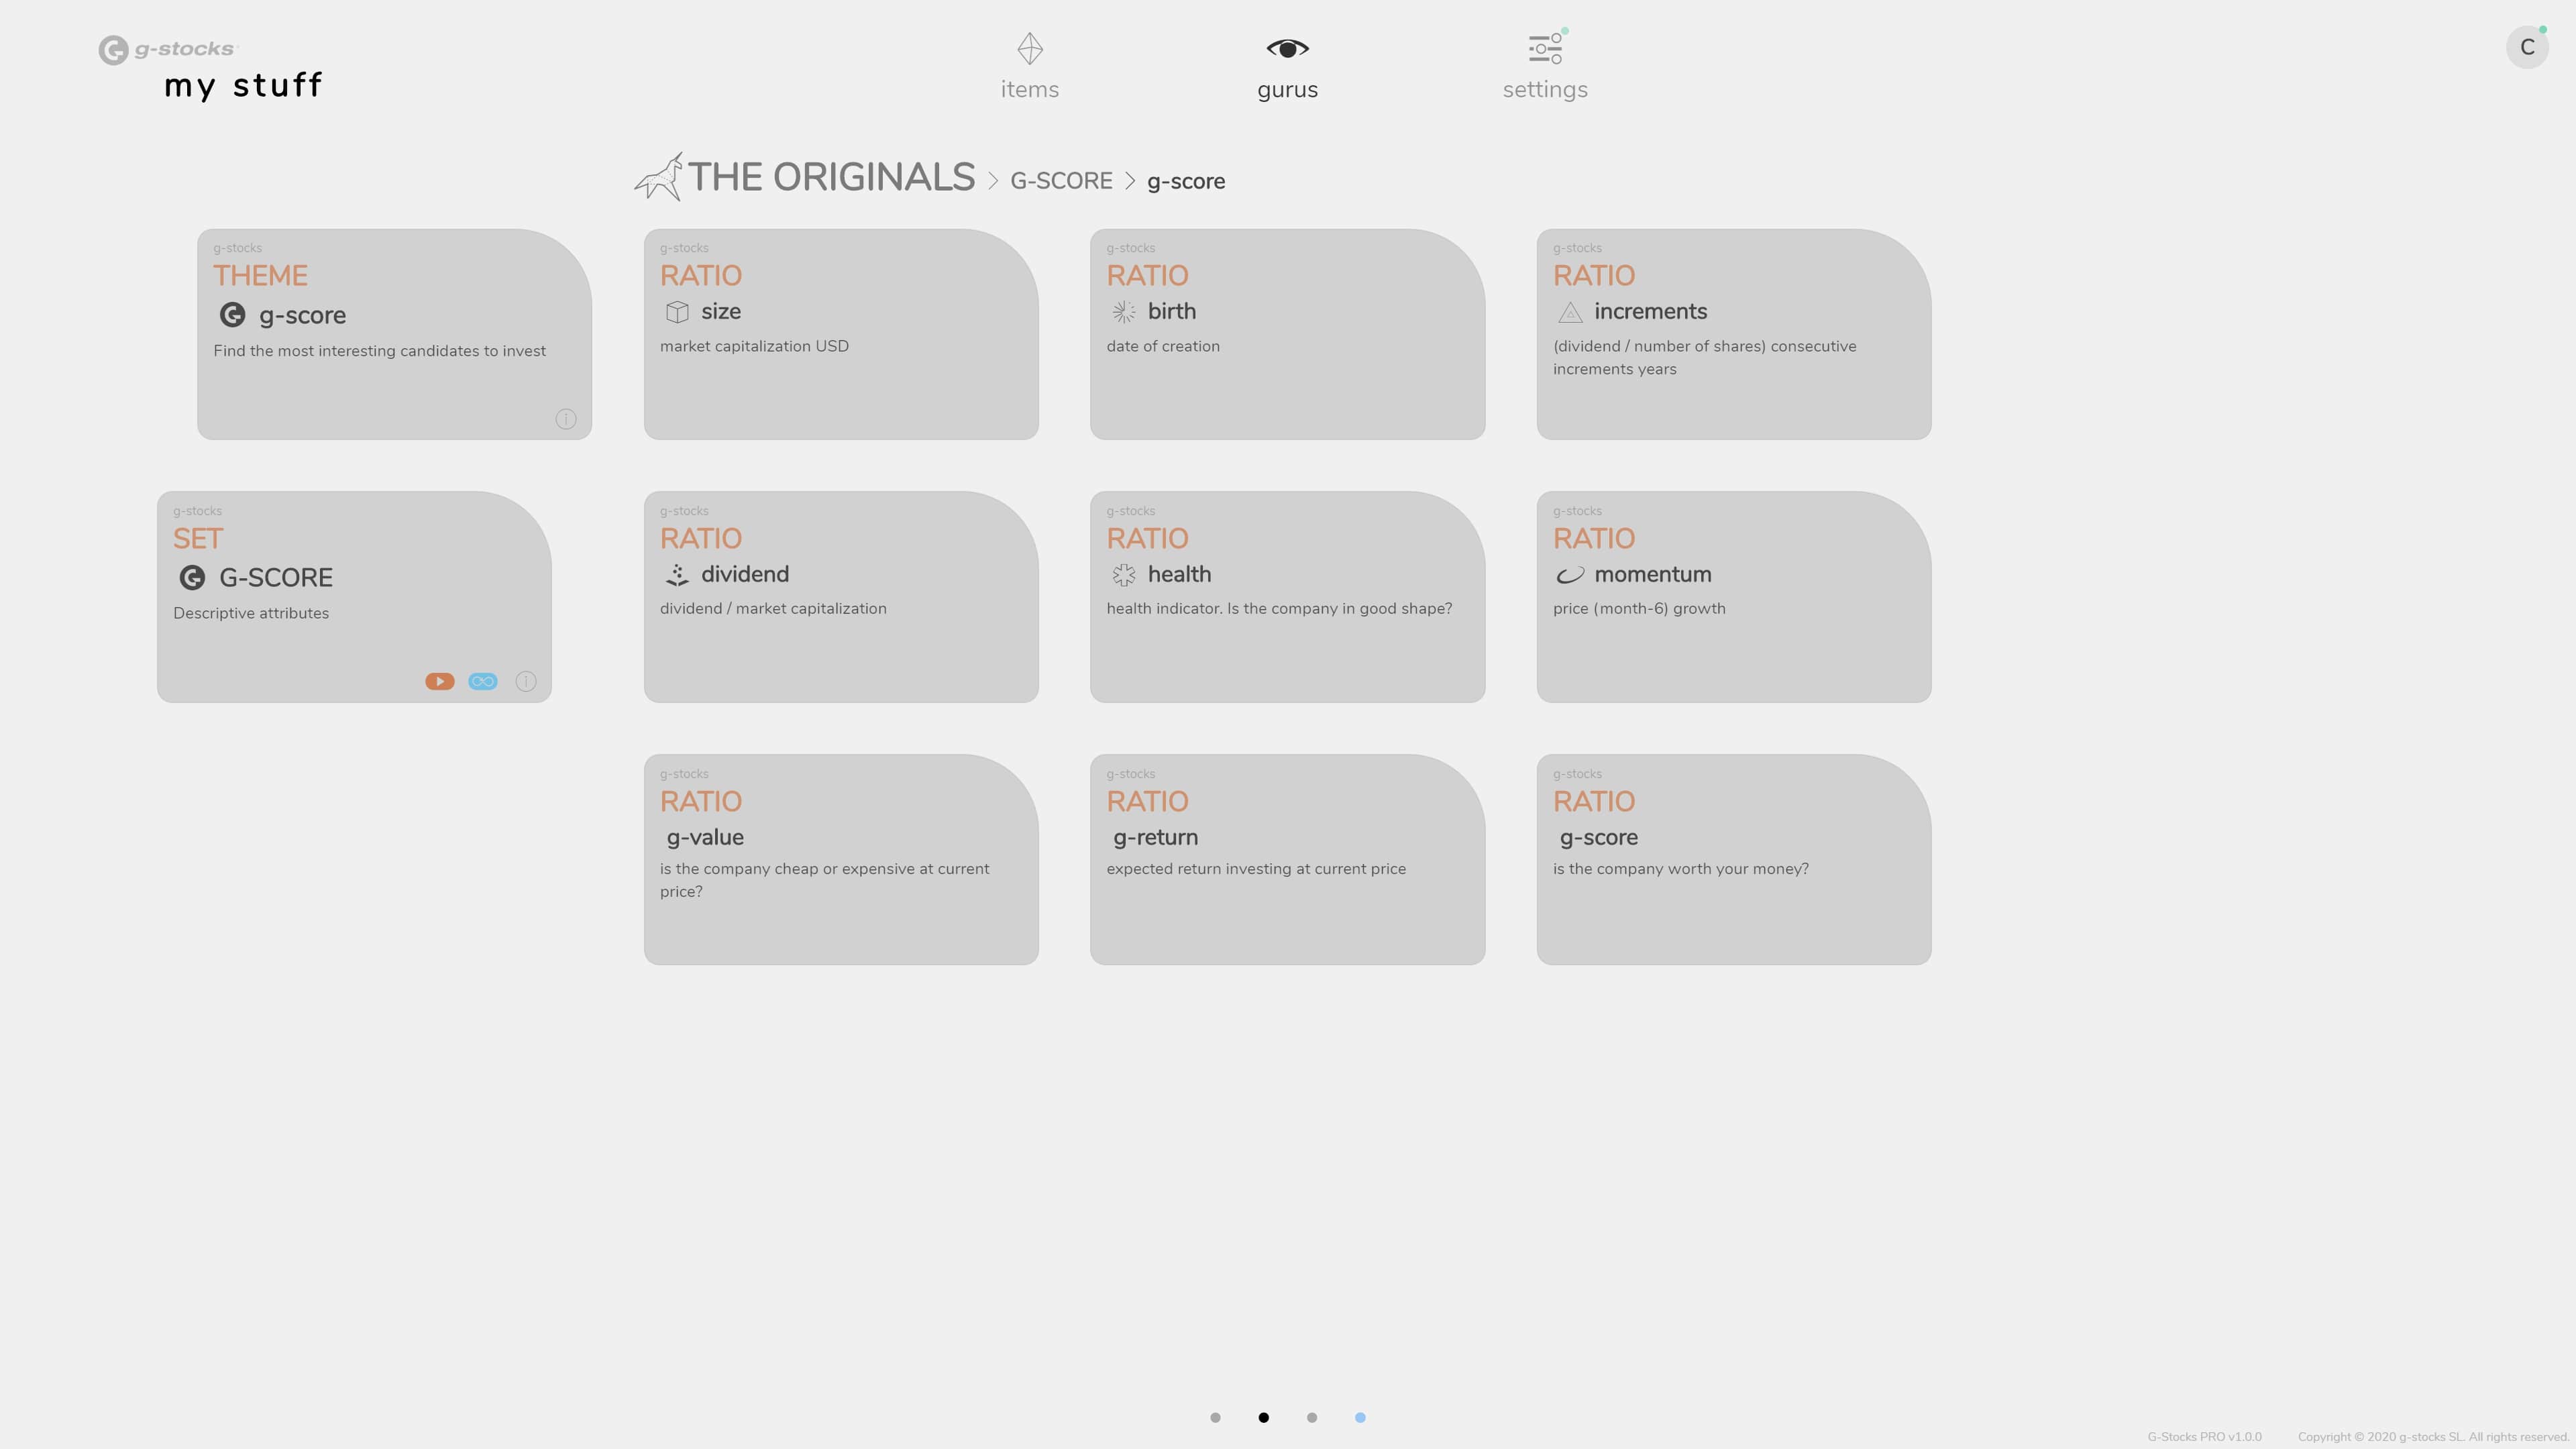 g-stocks
my stuff
items
gurus
settings
C
THE ORIGINALS > G-SCORE > g-score
g-stocks
THEME
g-score
Find the most interesting candidates to invest
g-stocks
RATIO
size
market capitalization USD
g-stocks
RATIO
birth
date of creation
g-stocks
RATIO
increments
(dividend / number of shares) consecutive
increments years
g-stocks
SET
G-SCORE
Descriptive attributes
g-stocks
RATIO
dividend
dividend / market capitalization
g-stocks
RATIO
health
health indicator. Is the company in good shape?
g-stocks
RATIO
momentum
price (month-6) growth
g-stocks
RATIO
g-value
is the company cheap or expensive at current
price?
g-stocks
RATIO
g-return
expected return investing at current price
g-stocks
RATIO
g-score
is the company worth your money?
G-Stocks PRO v1.0.0
Copyright © 2020 g-stocks SL. All rights reserved.